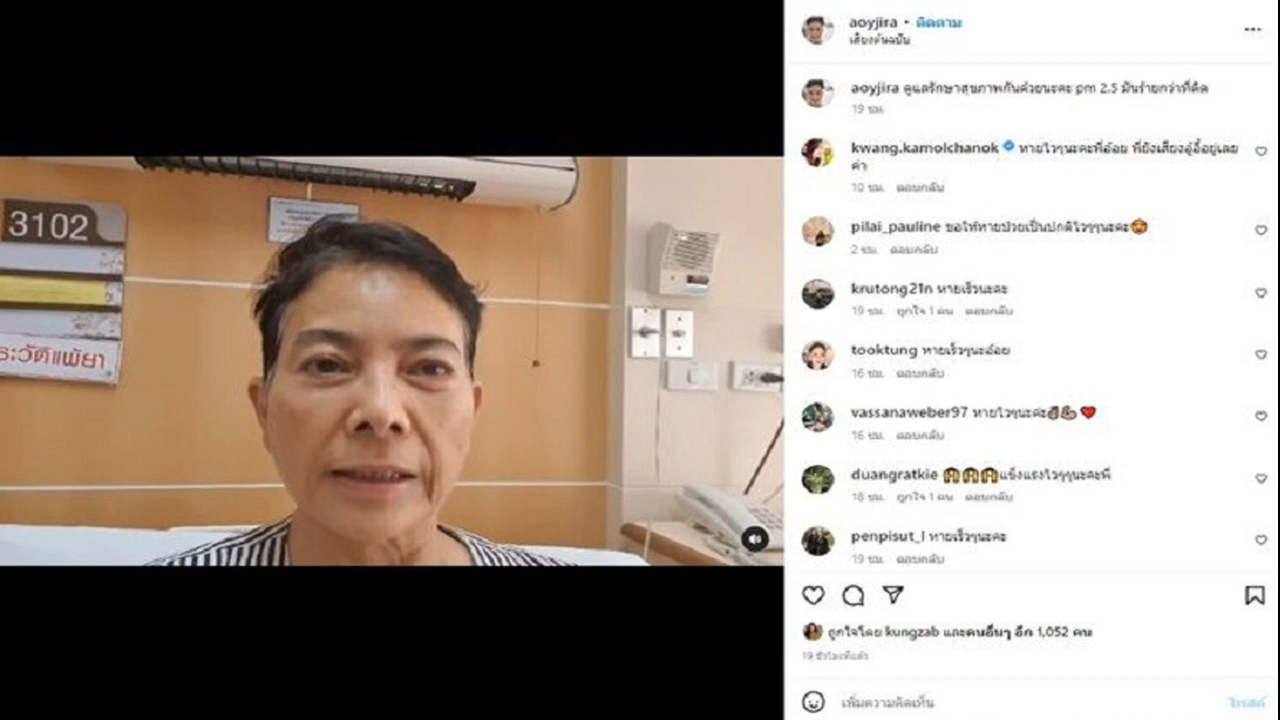 3102
ระวัติแพ้ยา
aoyjira • ติดตาม
เสียงต้นฉบับ
aoyjira ดูแลรักษาสุขภาพกันด้วยนะคะ pm 2.5 มันร้ายกว่าที่คิด
19 ชม.
kwang.kamolchanok หายไวๆนะคะพี่อ้อย ที่ยังเสียงอู้อี้อยู่เลย
ค่า
19 ชม. ตอบกลับ
pilai_pauline ขอให้หายป่วยเป็นปกติไวๆๆนะคะ🥰
2 ชม. ตอบกลับ
krutong21n หายเร็วนะคะ
19 ชม. ถูกใจ 1 คน ตอบกลับ
tooktung หายเร็วๆนะอ้อย
16 ชม. ตอบกลับ
vassanaweber97 หายไวๆนะคะ ❤️
16 ชม. ตอบกลับ
duangratkie แข็งแรงไวๆๆนะคะพี่
18 ชม. ถูกใจ 1 คน ตอบกลับ
penpisut_l หายเร็วๆนะคะ
19 ชม. ตอบกลับ
ถูกใจโดย kungzab และคนอื่นๆ อีก 1,052 คน
19 ชั่วโมงที่แล้ว
เพิ่มความคิดเห็น
โพสต์